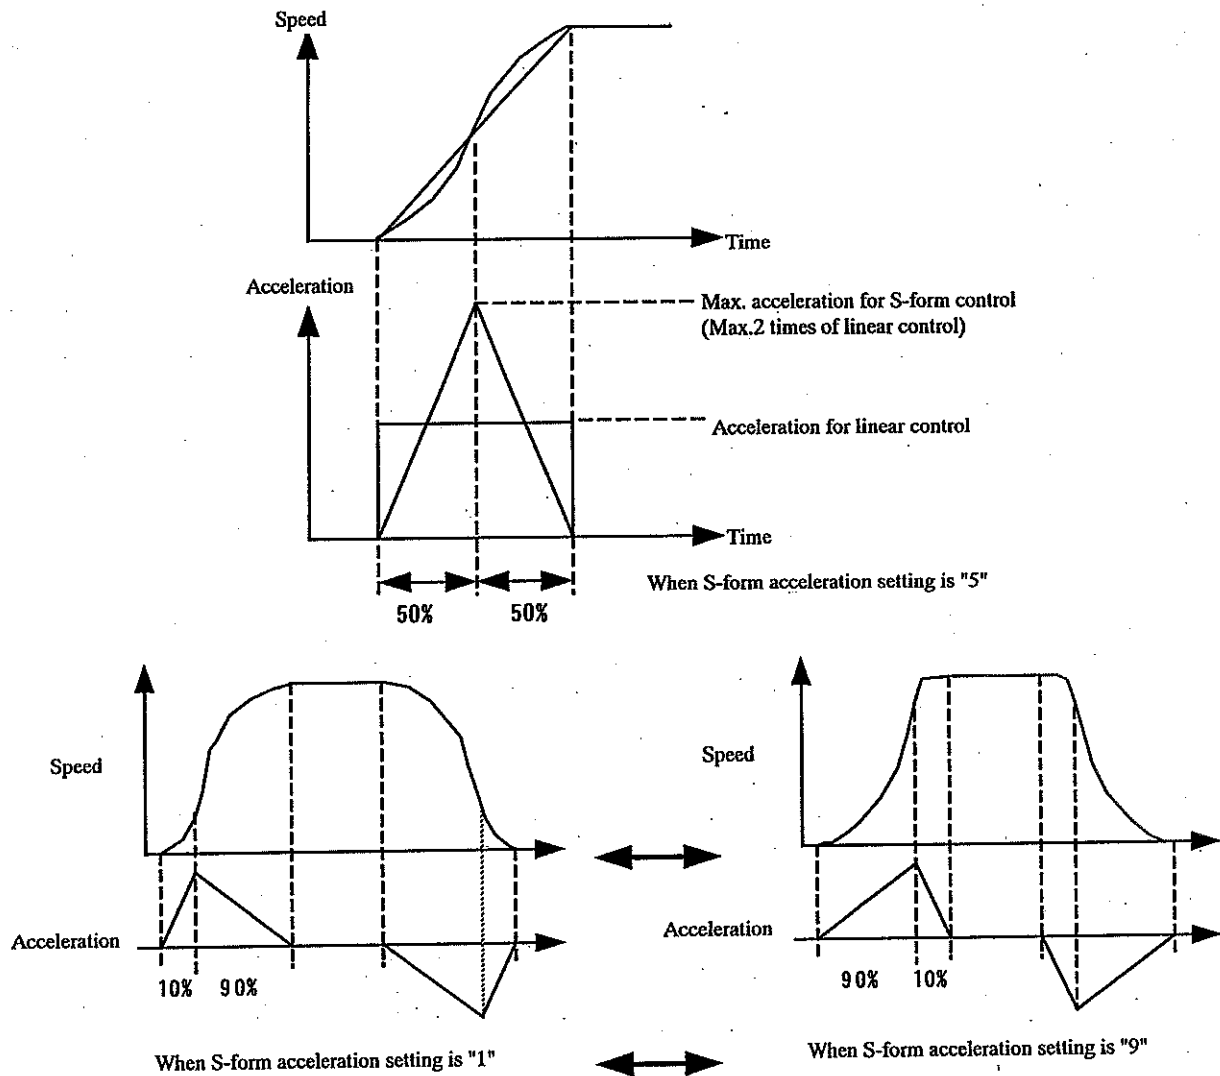 Speed
Time
Acceleration
Max. acceleration for S-form control
(Max.2 times of linear control)
Acceleration for linear control
Time
When S-form acceleration setting is "5"
50% 50%
Speed
Speed
Acceleration
Acceleration
10% 90%
90% 10%
When S-form acceleration setting is "1"
When S-form acceleration setting is "9"